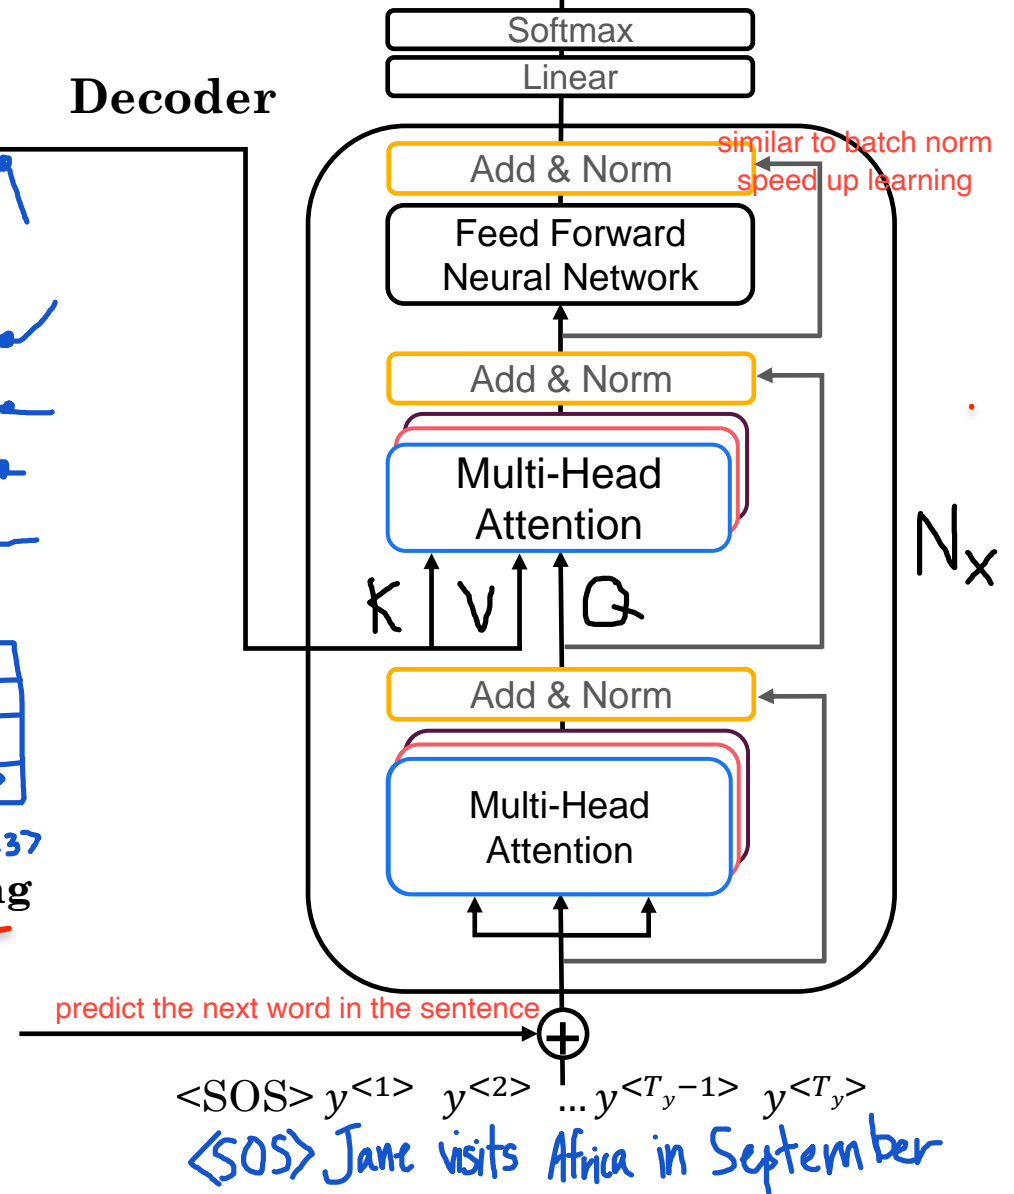 Softmax
Linear
Decoder
similar to batch norm
Add & Norm
speed up learning
Feed Forward
Neural Network
Add & Norm
Multi-Head
Attention
Nx
K V Q
Add & Norm
Multi-Head
Attention
37
g
predict the next word in the sentence
+
<SOS> y<1> y<2> ... y<Ty−1> y<Ty>
<SOS> Jane visits Africa in September